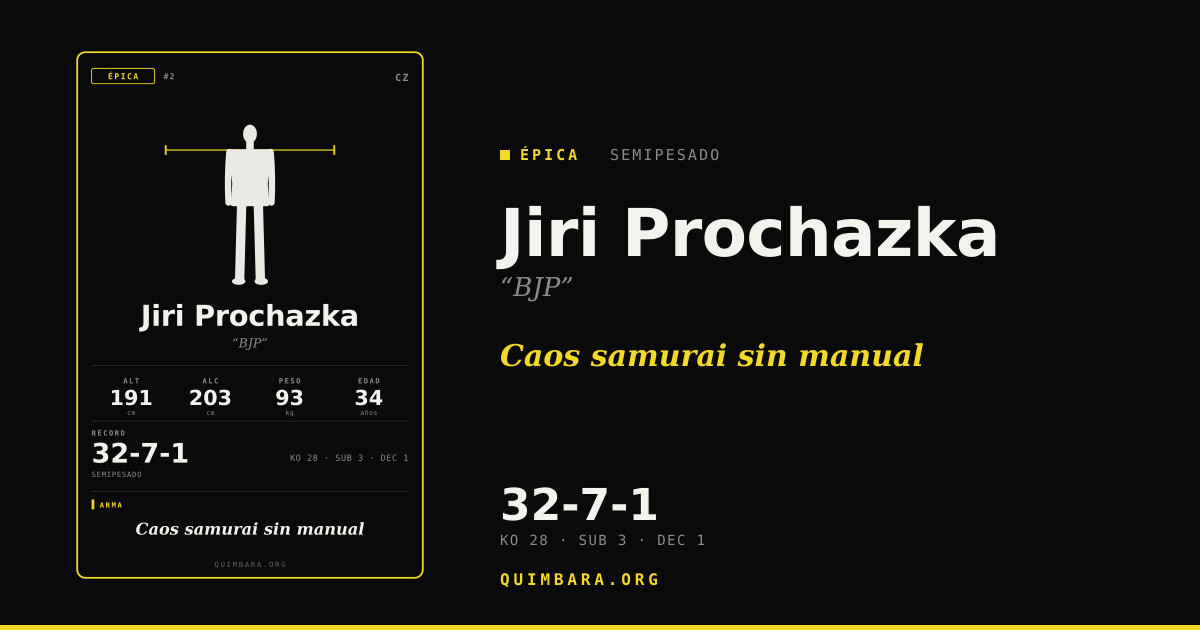 ÉPICA #2 CZ
Jiri Prochazka
“BJP”
ALT ALC PESO EDAD
191 203 93 34
cm cm kg años
RÉCORD
32-7-1 KO 28 · SUB 3 · DEC 1
SEMIPESADO
ARMA
Caos samurai sin manual
QUIMBARA.ORG
ÉPICA SEMIPESADO
Jiri Prochazka
“BJP”
Caos samurai sin manual
32-7-1
KO 28 · SUB 3 · DEC 1
QUIMBARA.ORG